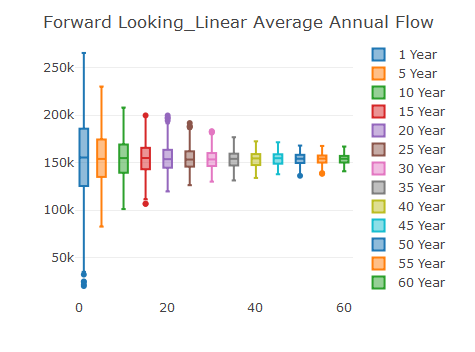 Forward Looking_Linear Average Annual Flow
250k
200k
150k
100k
50k
0
20
40
60
1 Year
5 Year
10 Year
15 Year
20 Year
25 Year
30 Year
35 Year
40 Year
45 Year
50 Year
55 Year
60 Year